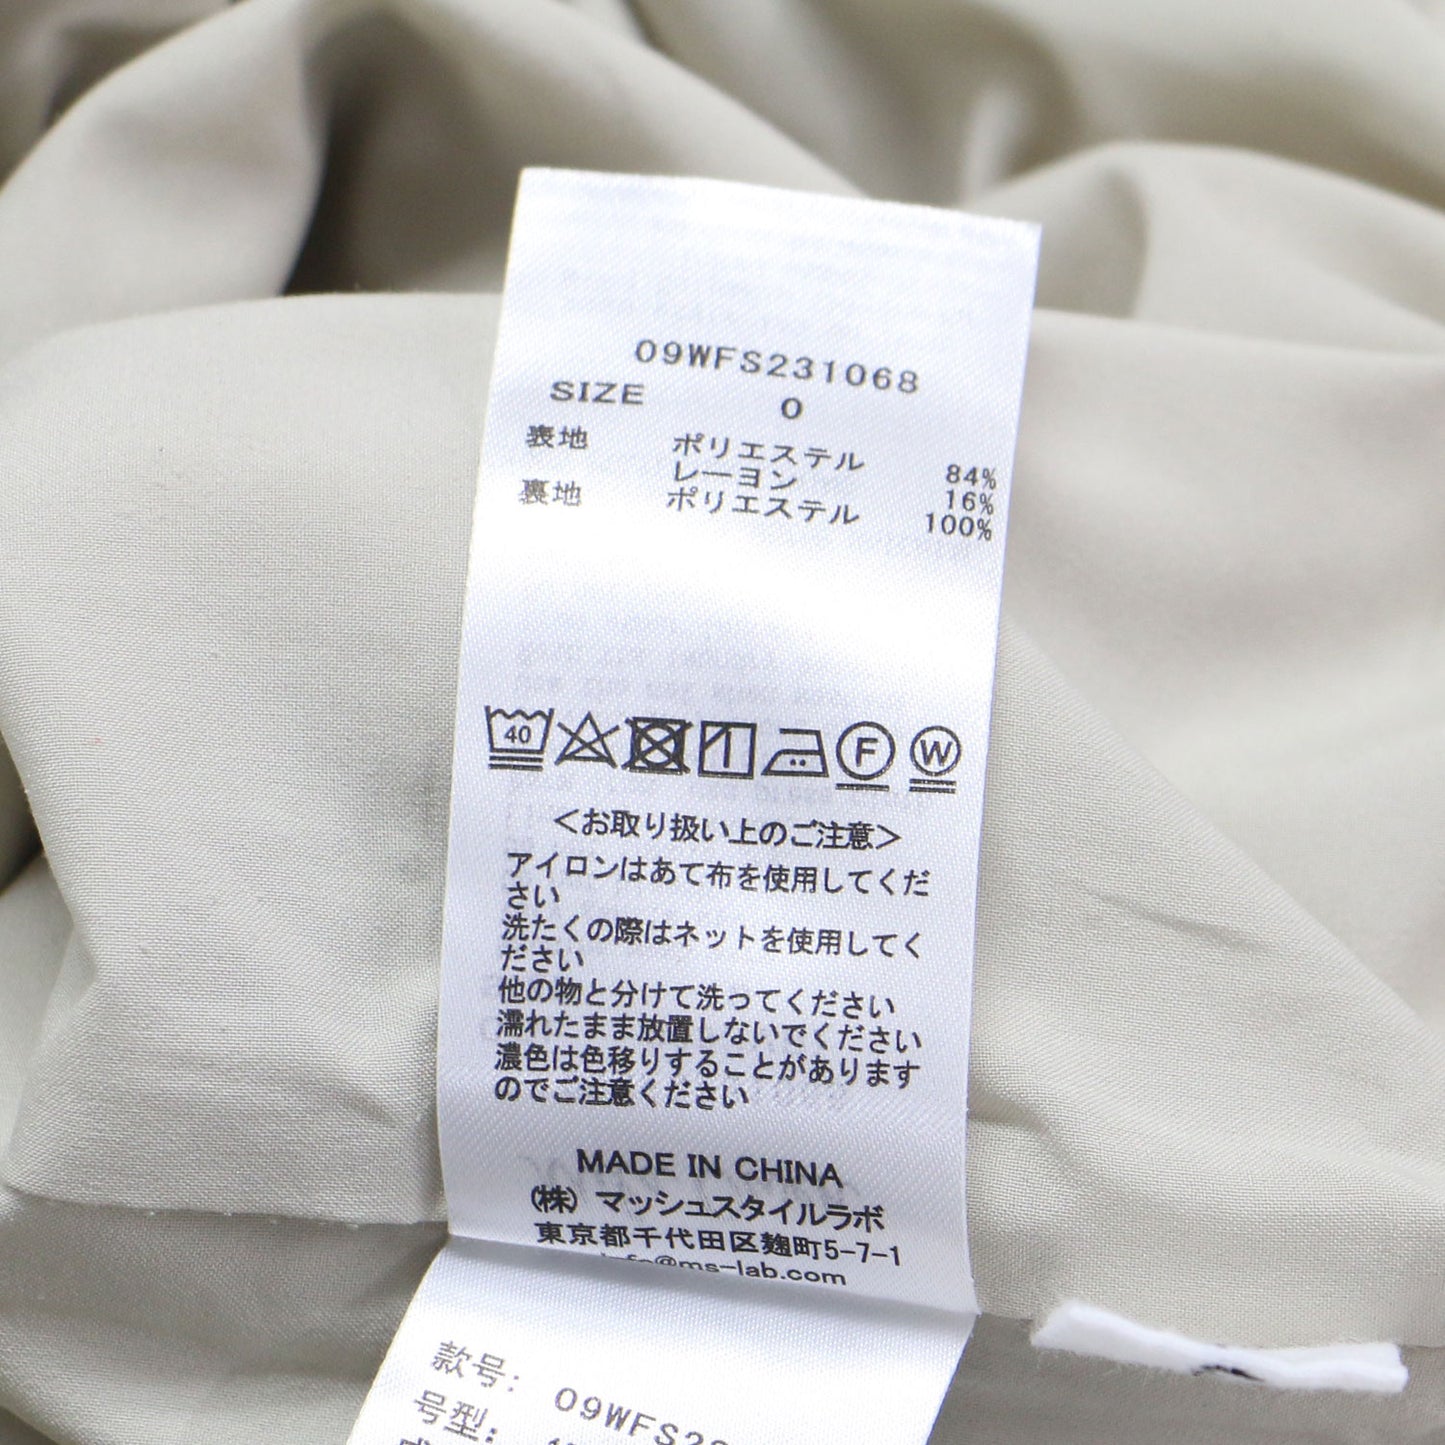 09WFS231068
SIZE 0
表地 ポリエステル 84%
レーヨン 16%
裏地 ポリエステル 100%
40 F W
<お取り扱い上のご注意>
アイロンはあて布を使用してくだ
さい
洗たくの際はネットを使用してく
ださい
他の物と分けて洗ってください
濡れたまま放置しないでください
濃色は色移りすることがあります
のでご注意ください
MADE IN CHINA
(株) マッシュスタイルラボ
東京都千代田区麹町5-7-1
@ms-lab.com
款号: 09WFS2
号型: